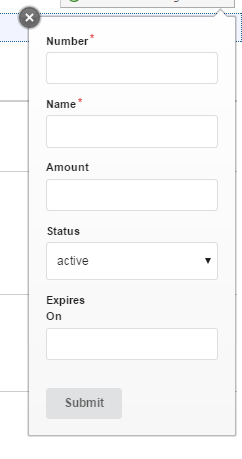 Number*
Name*
Amount
Status
active
Expires
On
Submit